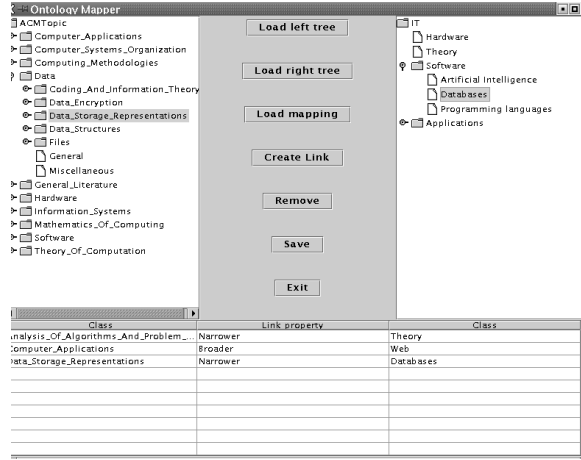 Ontology Mapper
ACMTopic
Computer_Applications
Computer_Systems_Organization
Computing_Methodologies
Data
Coding_And_Information_Theory
Data_Encryption
Data_Storage_Representations
Data_Structures
Files
General
Miscellaneous
General_Literature
Hardware
Information_Systems
Mathematics_Of_Computing
Software
Theory_Of_Computation
Load left tree
Load right tree
Load mapping
Create Link
Remove
Save
Exit
IT
Hardware
Theory
Software
Artificial Intelligence
Databases
Programming languages
Applications
Class Link property Class
Analysis_Of_Algorithms_And_Problem_... Narrower Theory
Computer_Applications Broader Web
Data_Storage_Representations Narrower Databases